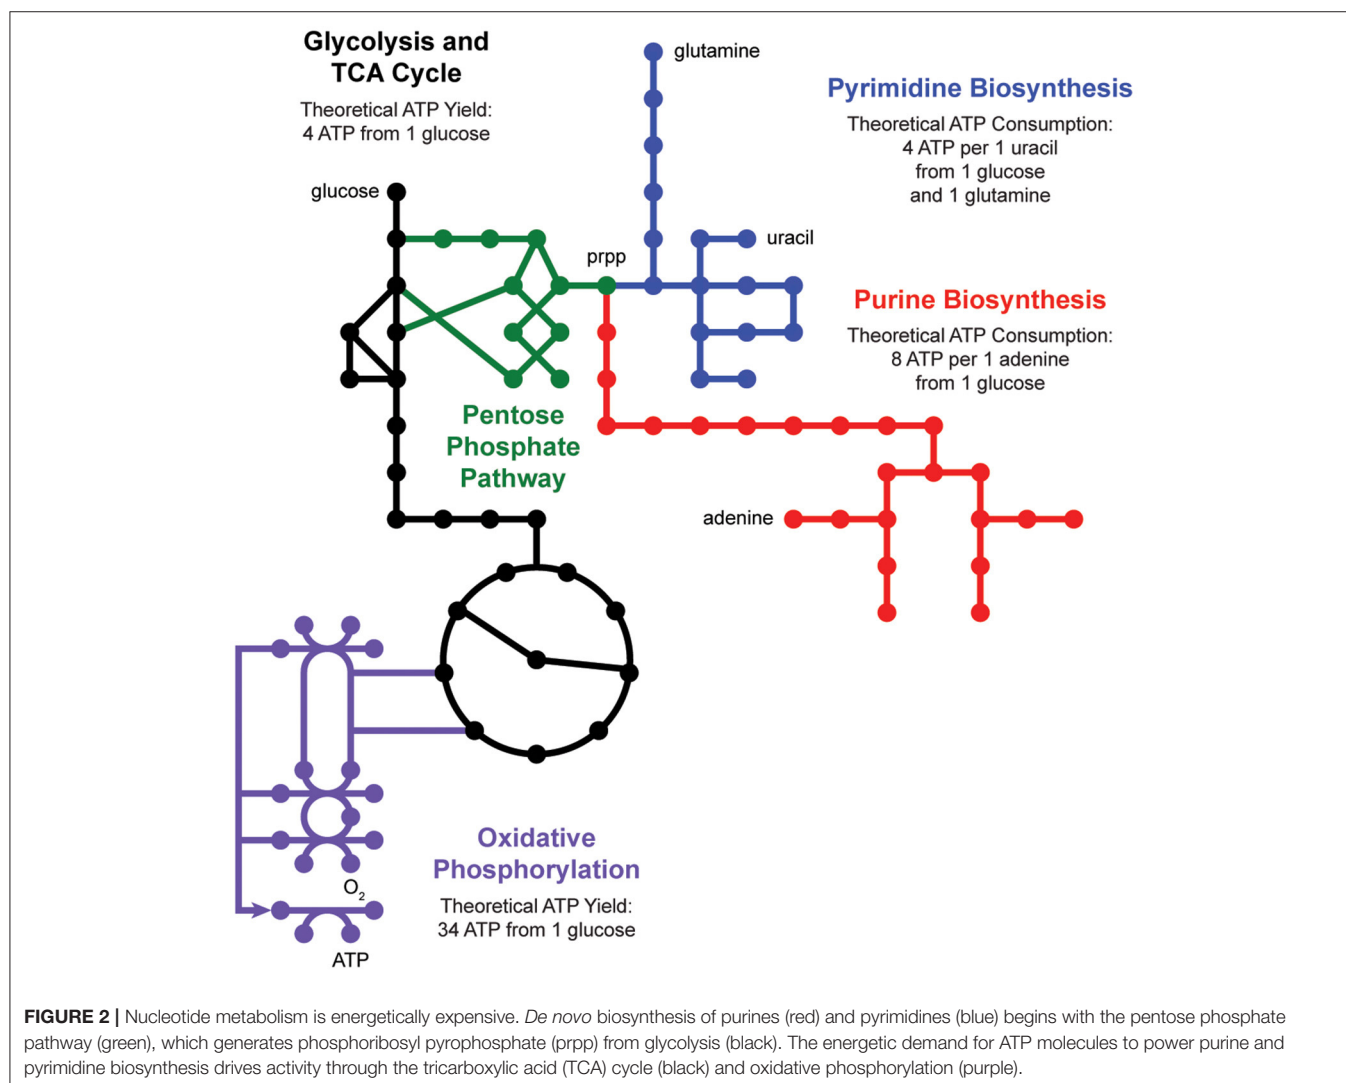 Glycolysis and
TCA Cycle
Theoretical ATP Yield:
4 ATP from 1 glucose
glucose
glutamine
Pyrimidine Biosynthesis
Theoretical ATP Consumption:
4 ATP per 1 uracil
from 1 glucose
and 1 glutamine
uracil
prpp
Purine Biosynthesis
Theoretical ATP Consumption:
8 ATP per 1 adenine
from 1 glucose
Pentose
Phosphate
Pathway
adenine
Oxidative
Phosphorylation
Theoretical ATP Yield:
34 ATP from 1 glucose
O2
ATP
FIGURE 2 | Nucleotide metabolism is energetically expensive. De novo biosynthesis of purines (red) and pyrimidines (blue) begins with the pentose phosphate
pathway (green), which generates phosphoribosyl pyrophosphate (prpp) from glycolysis (black). The energetic demand for ATP molecules to power purine and
pyrimidine biosynthesis drives activity through the tricarboxylic acid (TCA) cycle (black) and oxidative phosphorylation (purple).